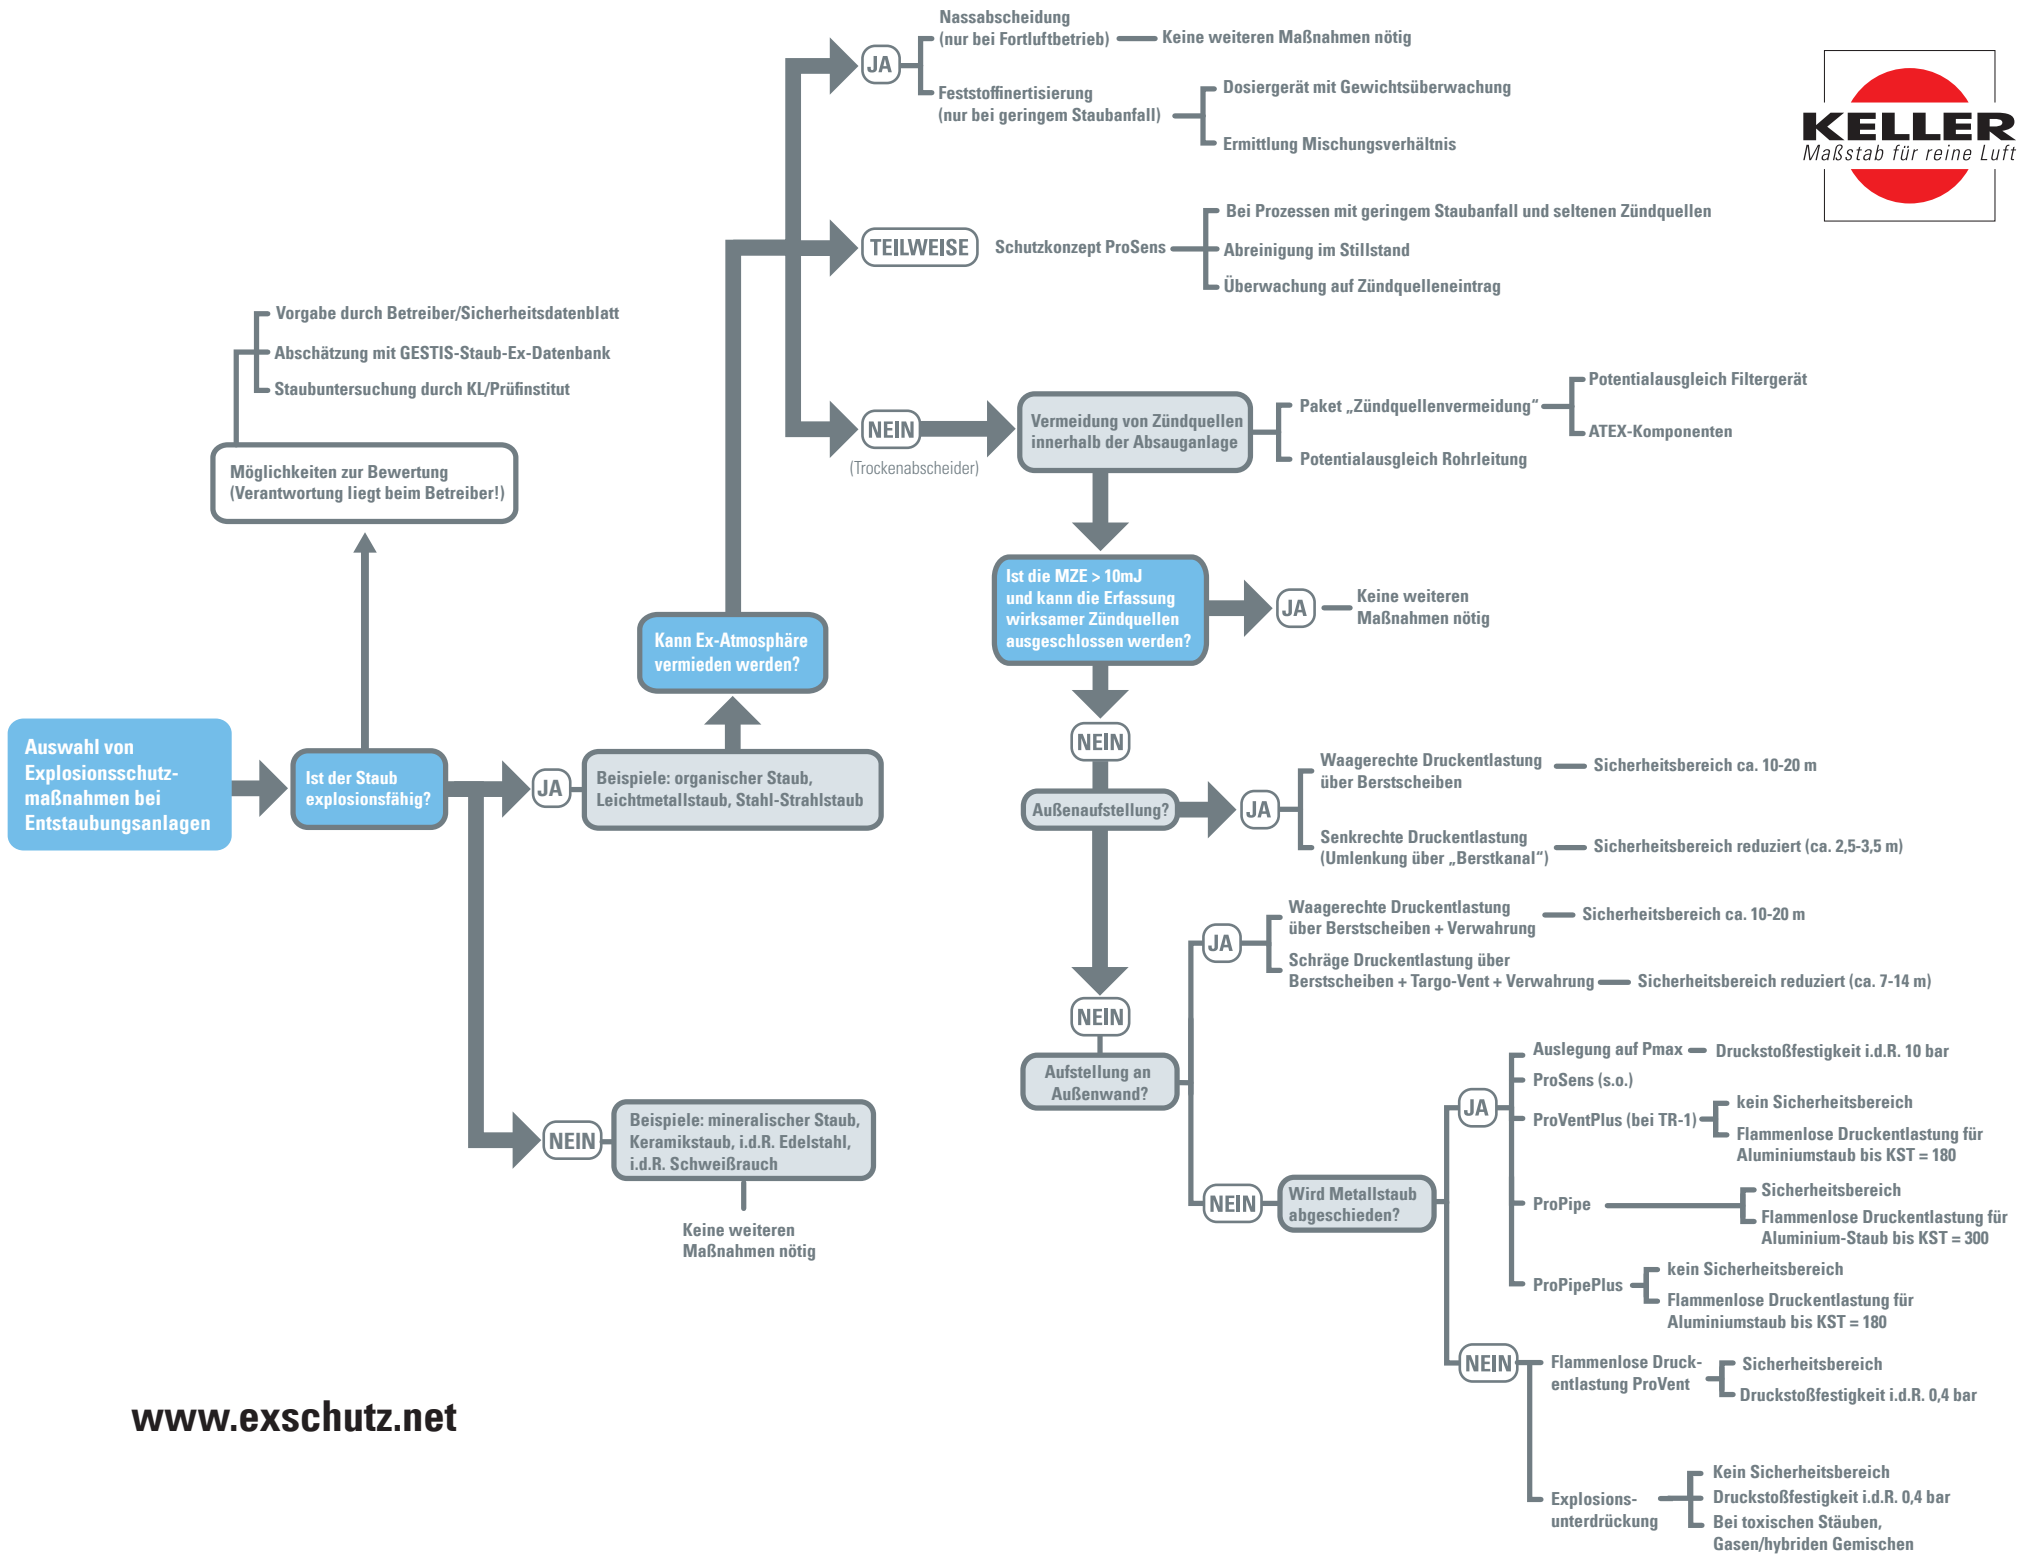 Nassabscheidung
(nur bei Fortluftbetrieb)
Keine weiteren Maßnahmen nötig
JA
Feststoffinertisierung
(nur bei geringem Staubanfall)
Dosiergerät mit Gewichtsüberwachung
Ermittlung Mischungsverhältnis
KELLER
Maßstab für reine Luft
TEILWEISE
Schutzkonzept ProSens
Bei Prozessen mit geringem Staubanfall und seltenen Zündquellen
Abreinigung im Stillstand
Überwachung auf Zündquelleneintrag
Vorgabe durch Betreiber/Sicherheitsdatenblatt
Abschätzung mit GESTIS-Staub-Ex-Datenbank
Staubuntersuchung durch KL/Prüfinstitut
Möglichkeiten zur Bewertung
(Verantwortung liegt beim Betreiber!)
NEIN
(Trockenabscheider)
Vermeidung von Zündquellen
innerhalb der Absauganlage
Paket „Zündquellenvermeidung“
Potentialausgleich Filtergerät
ATEX-Komponenten
Potentialausgleich Rohrleitung
Ist die MZE > 10mJ
und kann die Erfassung
wirksamer Zündquellen
ausgeschlossen werden?
JA
Keine weiteren
Maßnahmen nötig
Kann Ex-Atmosphäre
vermieden werden?
Auswahl von
Explosionsschutz-
maßnahmen bei
Entstaubungsanlagen
Ist der Staub
explosionsfähig?
JA
Beispiele: organischer Staub,
Leichtmetallstaub, Stahl-Strahlstaub
NEIN
Außenaufstellung?
JA
Waagerechte Druckentlastung
über Berstscheiben
Sicherheitsbereich ca. 10-20 m
Senkrechte Druckentlastung
(Umlenkung über „Berstkanal“)
Sicherheitsbereich reduziert (ca. 2,5-3,5 m)
JA
Waagerechte Druckentlastung
über Berstscheiben + Verwahrung
Sicherheitsbereich ca. 10-20 m
Schräge Druckentlastung über
Berstscheiben + Targo-Vent + Verwahrung
Sicherheitsbereich reduziert (ca. 7-14 m)
NEIN
Aufstellung an
Außenwand?
NEIN
Beispiele: mineralischer Staub,
Keramikstaub, i.d.R. Edelstahl,
i.d.R. Schweißrauch
Keine weiteren
Maßnahmen nötig
NEIN
Wird Metallstaub
abgeschieden?
JA
Auslegung auf Pmax
Druckstoßfestigkeit i.d.R. 10 bar
ProSens (s.o.)
ProVentPlus (bei TR-1)
kein Sicherheitsbereich
Flammenlose Druckentlastung für
Aluminiumstaub bis KST = 180
ProPipe
Sicherheitsbereich
Flammenlose Druckentlastung für
Aluminium-Staub bis KST = 300
ProPipePlus
kein Sicherheitsbereich
Flammenlose Druckentlastung für
Aluminiumstaub bis KST = 180
NEIN
Flammenlose Druck-
entlastung ProVent
Sicherheitsbereich
Druckstoßfestigkeit i.d.R. 0,4 bar
Explosions-
unterdrückung
Kein Sicherheitsbereich
Druckstoßfestigkeit i.d.R. 0,4 bar
Bei toxischen Stäuben,
Gasen/hybriden Gemischen
www.exschutz.net